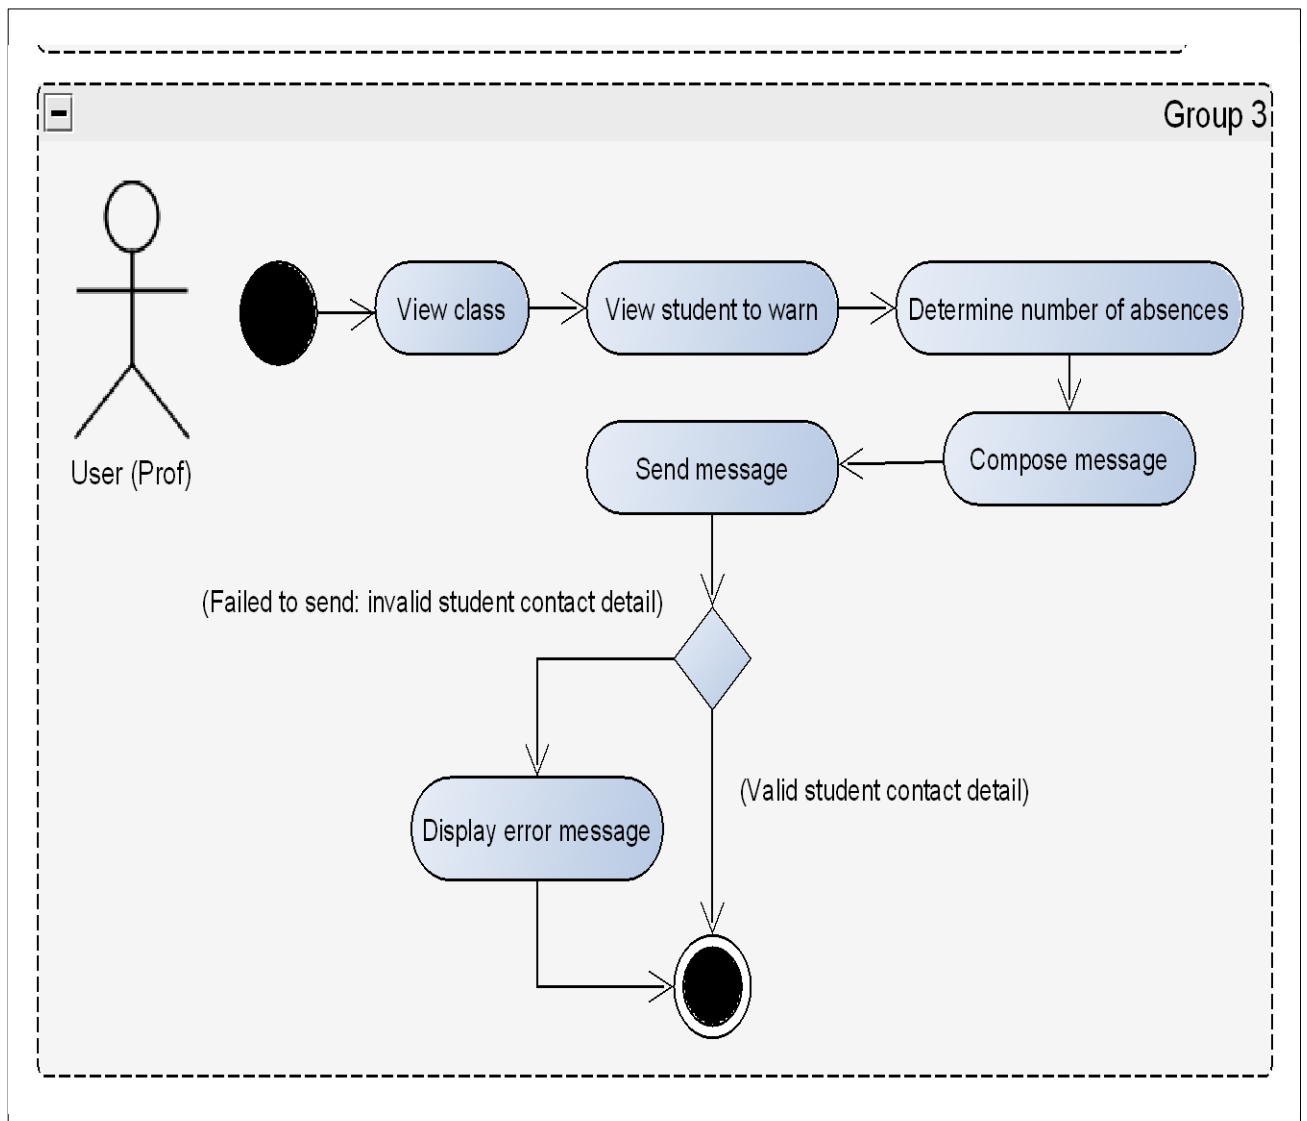 Group 3
View class
View student to warn
Determine number of absences
User (Prof)
Send message
Compose message
(Failed to send: invalid student contact detail)
(Valid student contact detail)
Display error message